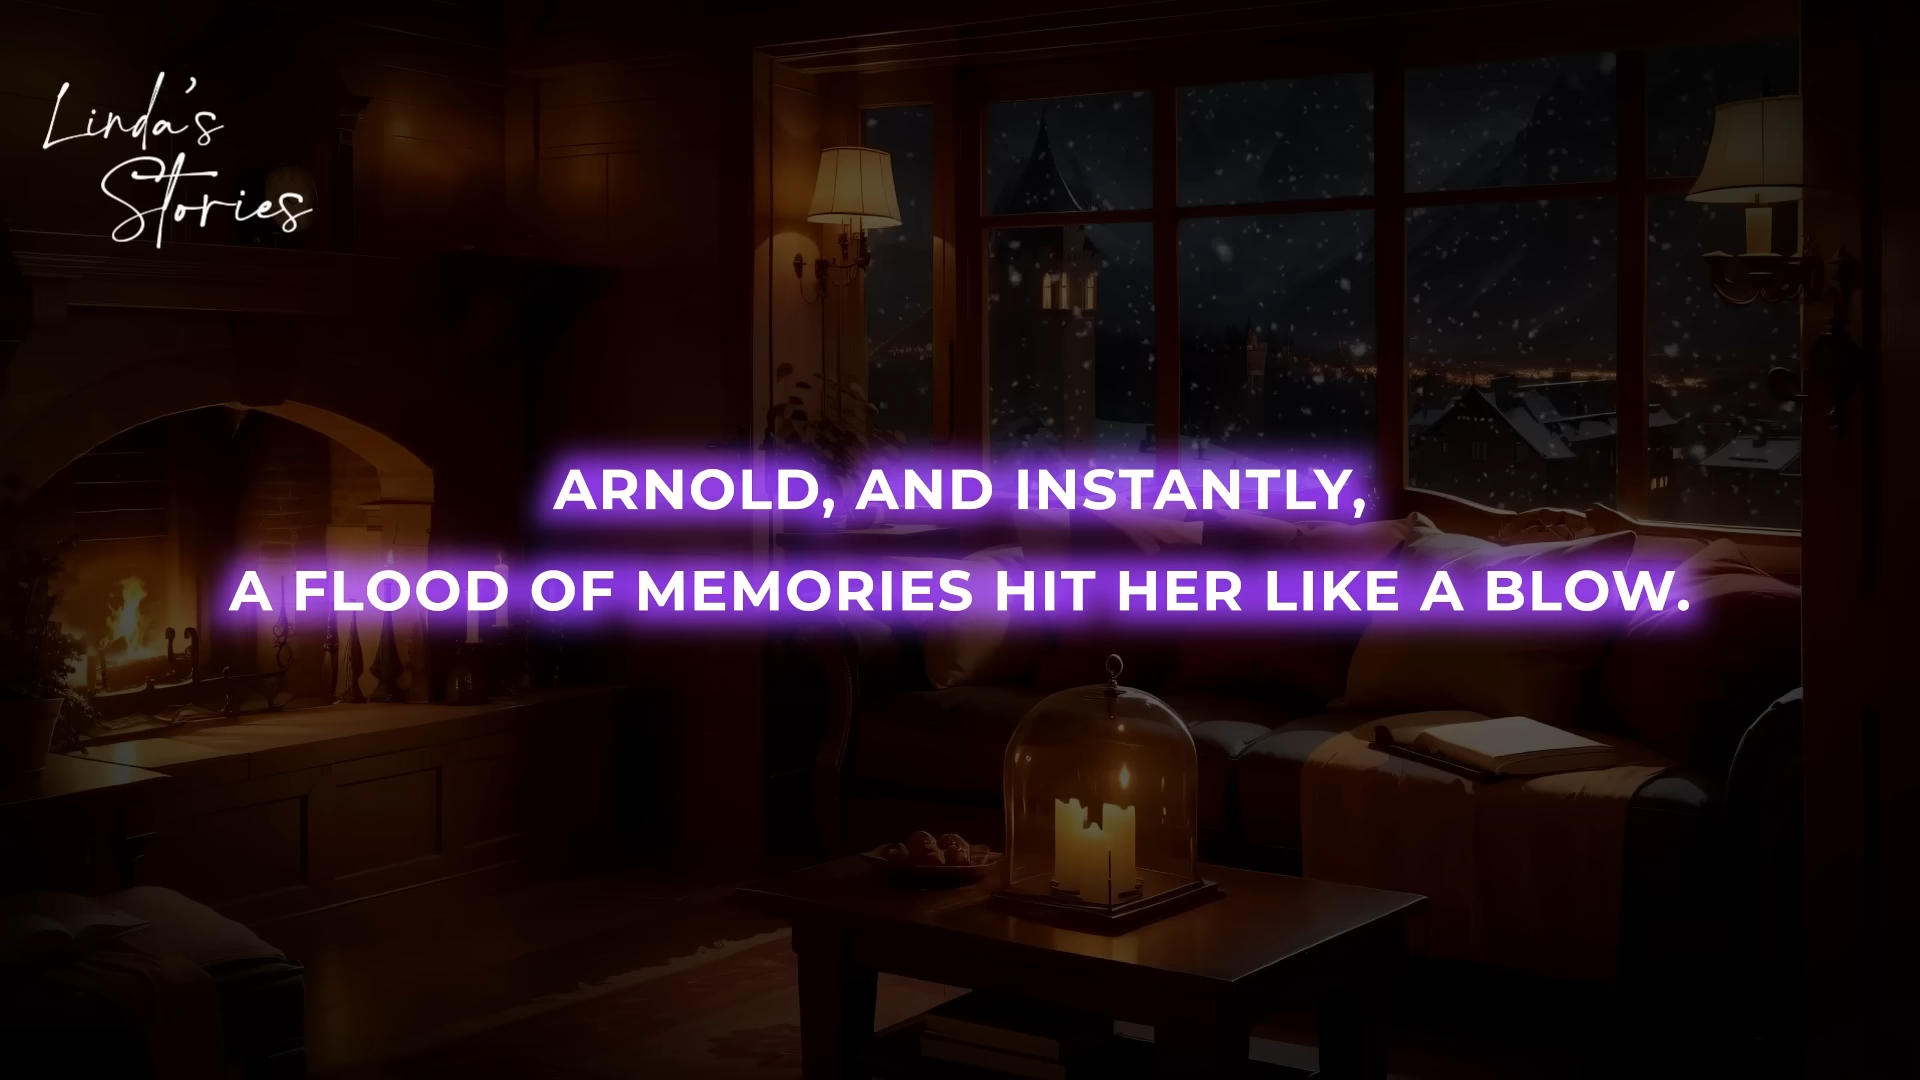 Linda's
Stories
ARNOLD, AND INSTANTLY,
A FLOOD OF MEMORIES HIT HER LIKE A BLOW.